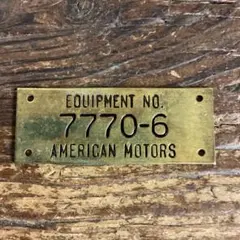 EQUIPMENT NO.
7770-6
AMERICAN MOTORS